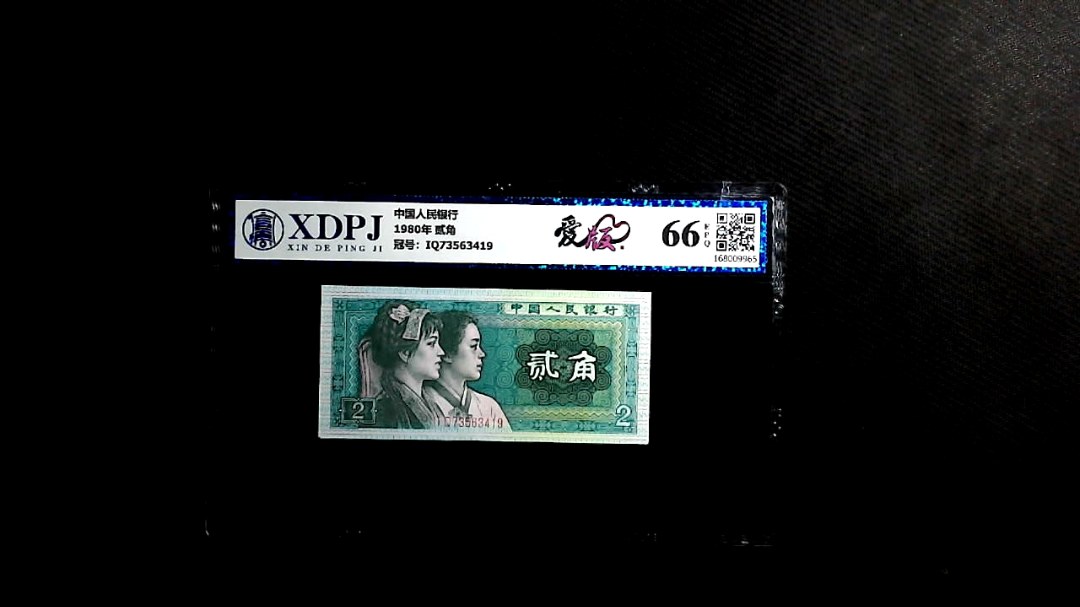 XDPJ
XIN DE PING JI
中国人民银行
1980年 贰角
冠号：IQ73563419
爱版
66
EPQ
168009965
中国人民银行
贰角
2
2
IQ73563419